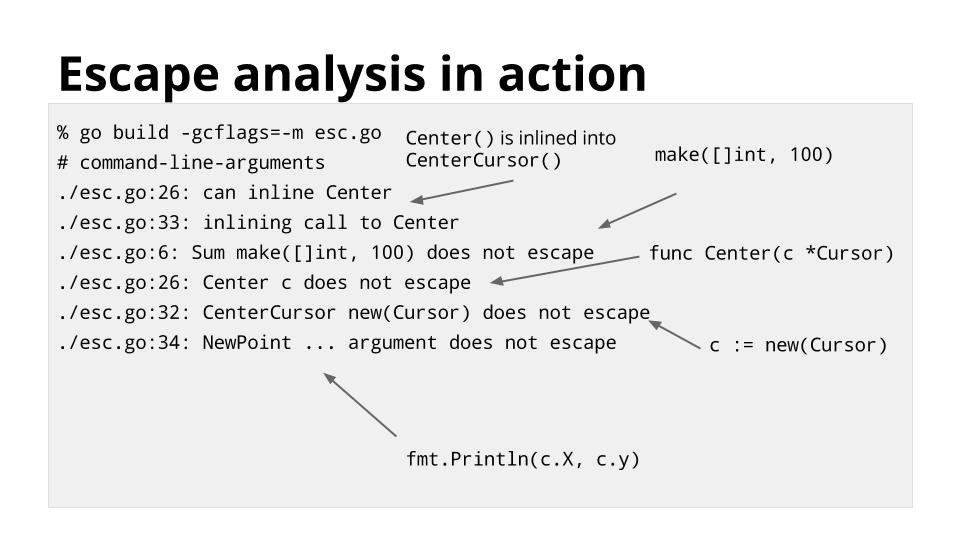 Escape analysis in action
% go build -gcflags=-m esc.go
# command-line-arguments
./esc.go:26: can inline Center
./esc.go:33: inlining call to Center
./esc.go:6: Sum make([]int, 100) does not escape
./esc.go:26: Center c does not escape
./esc.go:32: CenterCursor new(Cursor) does not escape
./esc.go:34: NewPoint ... argument does not escape
Center() is inlined into
CenterCursor()
make([]int, 100)
func Center(c *Cursor)
c := new(Cursor)
fmt.Println(c.X, c.y)